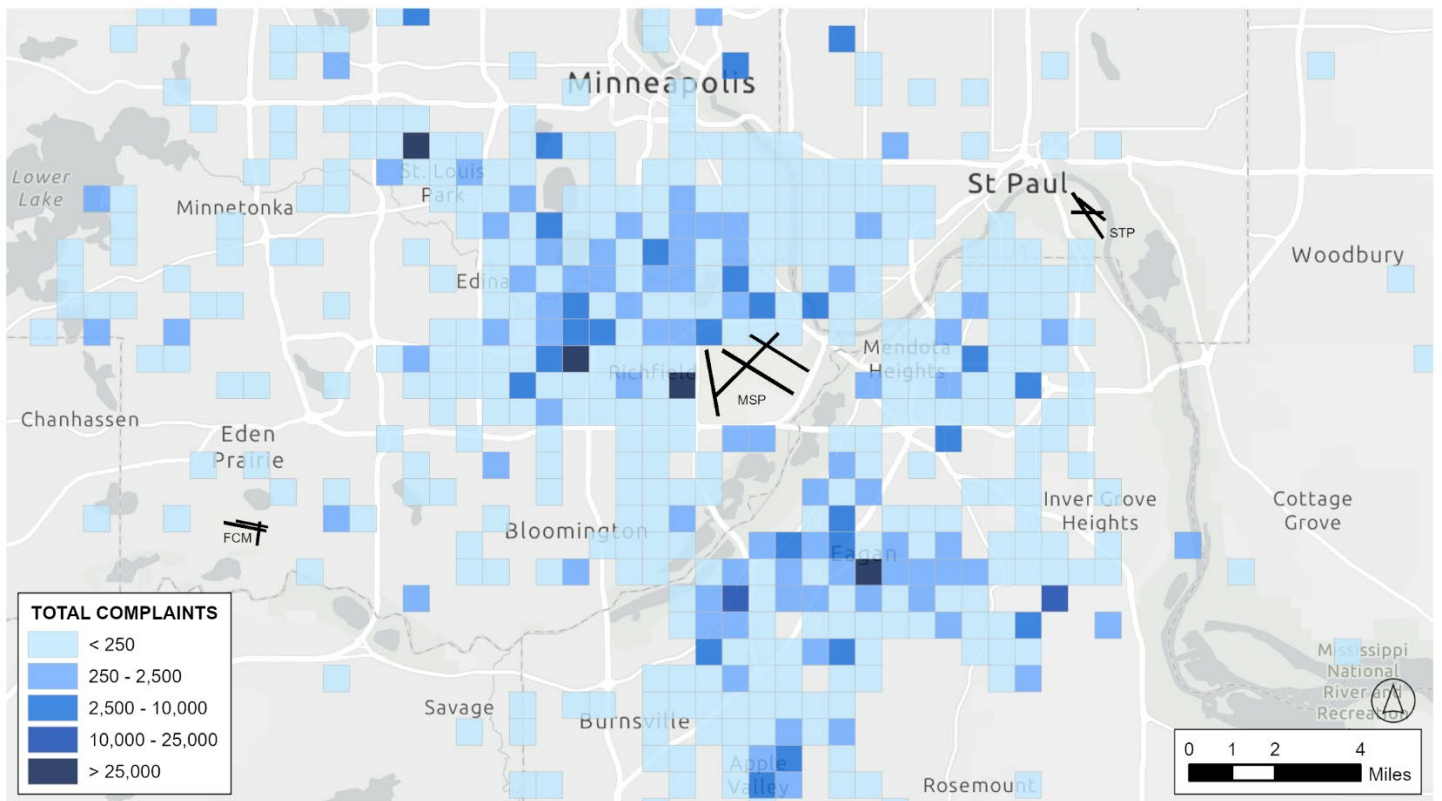 Minneapolis
Lower
Lake
St. Louis
Park
Minnetonka
St Paul
STP
Woodbury
Edina
Mendota
Heights
Richfield
MSP
Chanhassen
Eden
Prairie
FCM
Bloomington
Inver Grove
Heights
Cottage
Grove
Eagan
TOTAL COMPLAINTS
< 250
250 - 2,500
2,500 - 10,000
10,000 - 25,000
> 25,000
Savage
Burnsville
Apple
Valley
Rosemount
Mississippi
National
River and
Recreation
0 1 2 4
Miles